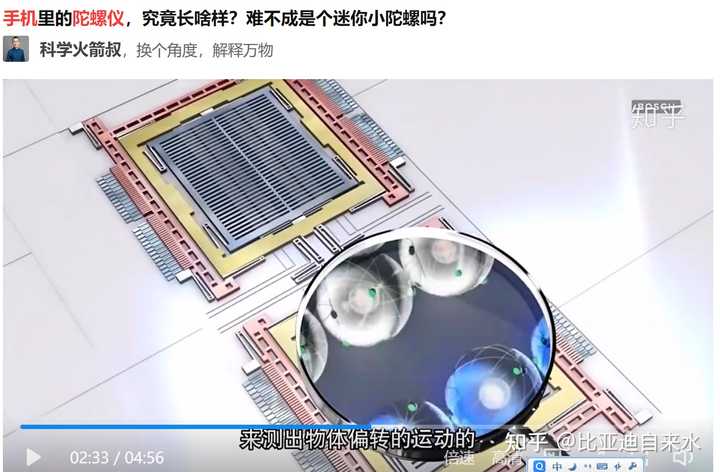 手机里的陀螺仪，究竟长啥样？难不成是个迷你小陀螺吗？
科学火箭叔，换个角度，解释万物
BOSCH
知乎
来测出物体偏转的运动的
知乎 @比亚迪自来水
02:33 / 04:56
倍速
高清
中